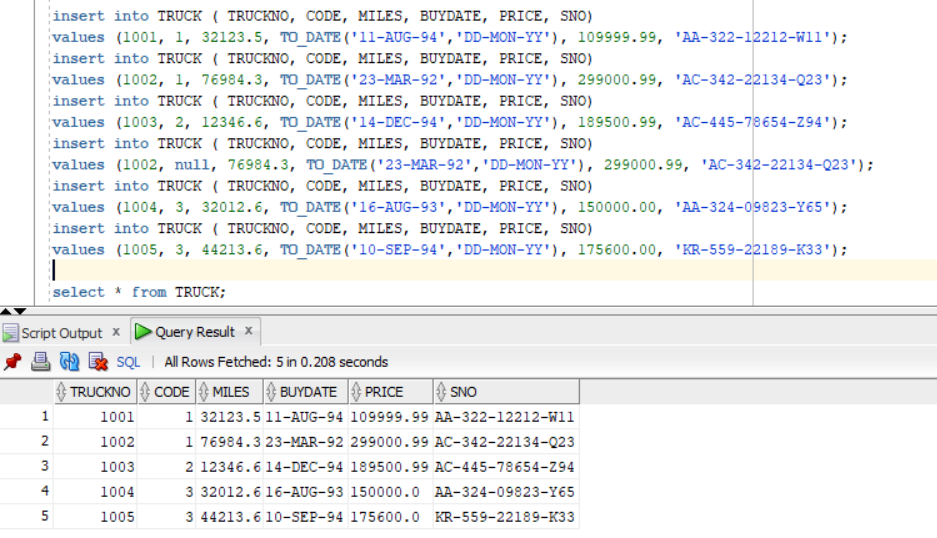 insert into TRUCK ( TRUCKNO, CODE, MILES, BUYDATE, PRICE, SNO)
values (1001, 1, 32123.5, TO_DATE('11-AUG-94','DD-MON-YY'), 109999.99, 'AA-322-12212-W11');
insert into TRUCK ( TRUCKNO, CODE, MILES, BUYDATE, PRICE, SNO)
values (1002, 1, 76984.3, TO_DATE('23-MAR-92','DD-MON-YY'), 299000.99, 'AC-342-22134-Q23');
insert into TRUCK ( TRUCKNO, CODE, MILES, BUYDATE, PRICE, SNO)
values (1003, 2, 12346.6, TO_DATE('14-DEC-94','DD-MON-YY'), 189500.99, 'AC-445-78654-Z94');
insert into TRUCK ( TRUCKNO, CODE, MILES, BUYDATE, PRICE, SNO)
values (1002, null, 76984.3, TO_DATE('23-MAR-92','DD-MON-YY'), 299000.99, 'AC-342-22134-Q23');
insert into TRUCK ( TRUCKNO, CODE, MILES, BUYDATE, PRICE, SNO)
values (1004, 3, 32012.6, TO_DATE('16-AUG-93','DD-MON-YY'), 150000.00, 'AA-324-09823-Y65');
insert into TRUCK ( TRUCKNO, CODE, MILES, BUYDATE, PRICE, SNO)
values (1005, 3, 44213.6, TO_DATE('10-SEP-94','DD-MON-YY'), 175600.00, 'KR-559-22189-K33');
select * from TRUCK;
Script Output x Query Result x
SQL | All Rows Fetched: 5 in 0.208 seconds
TRUCKNO CODE MILES BUYDATE PRICE SNO
1 1001 1 32123.5 11-AUG-94 109999.99 AA-322-12212-W11
2 1002 1 76984.3 23-MAR-92 299000.99 AC-342-22134-Q23
3 1003 2 12346.6 14-DEC-94 189500.99 AC-445-78654-Z94
4 1004 3 32012.6 16-AUG-93 150000.0 AA-324-09823-Y65
5 1005 3 44213.6 10-SEP-94 175600.0 KR-559-22189-K33